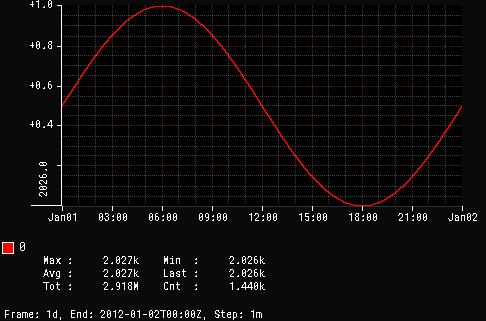 +1.0
+0.8
+0.6
+0.4
2026.0
Jan01 03:00 06:00 09:00 12:00 15:00 18:00 21:00 Jan02
0
Max : 2.027k Min : 2.026k
Avg : 2.027k Last : 2.026k
Tot : 2.918M Cnt : 1.440k
Frame: 1d, End: 2012-01-02T00:00Z, Step: 1m